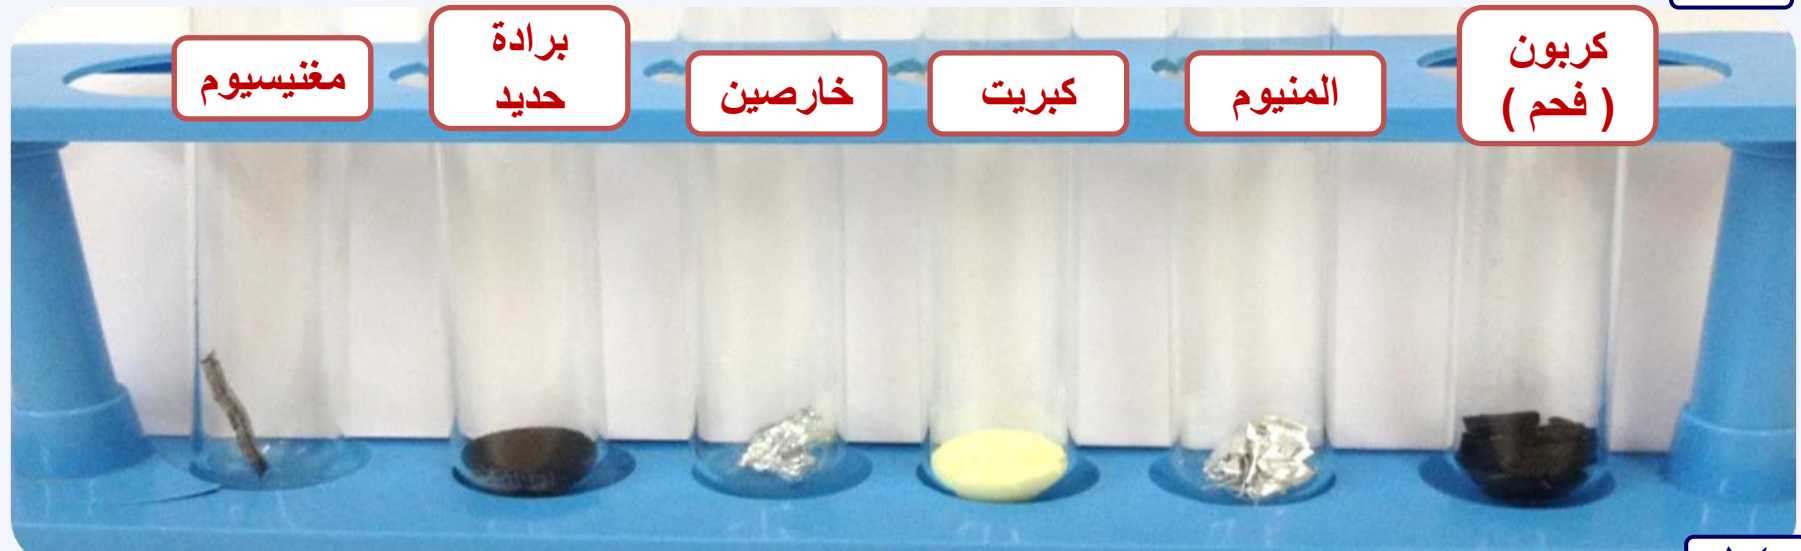 كربون
( فحم )
المنيوم
كبريت
خارصين
برادة
حديد
مغنيسيوم